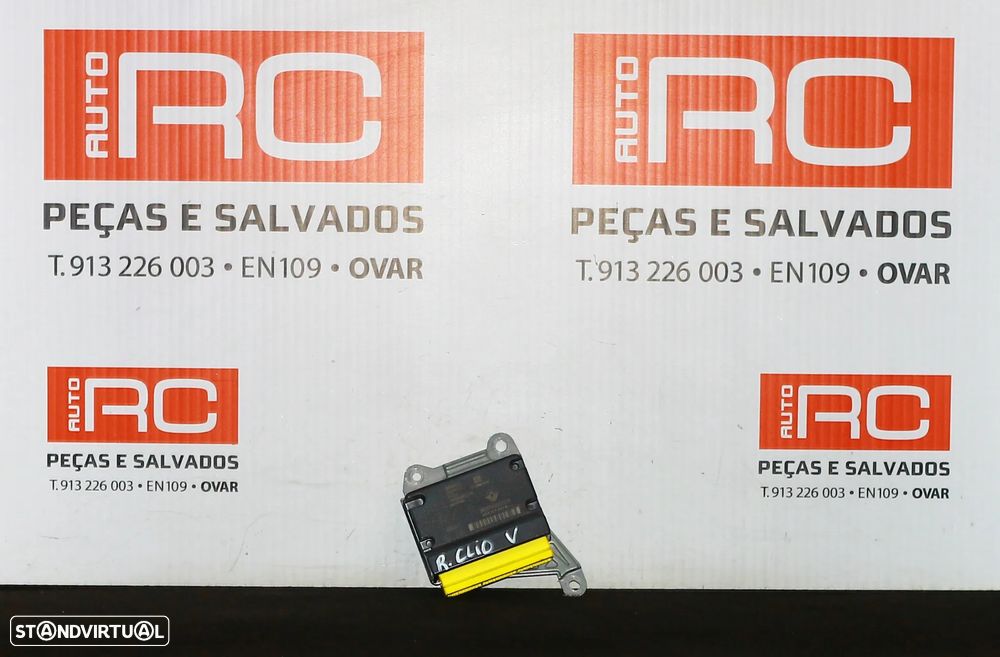 AUTO RC
PEÇAS E SALVADOS
T. 913 226 003 • EN109 • OVAR
AUTO RC
PEÇAS E SALVADOS
T. 913 226 003 • EN109 • OVAR
AUTO RC
PEÇAS E SALVADOS
T. 913 226 003 • EN109 • OVAR
AUTO RC
PEÇAS E SALVADOS
T. 913 226 003 • EN109 • OVAR
R. CLIO V
STANDVIRTUAL